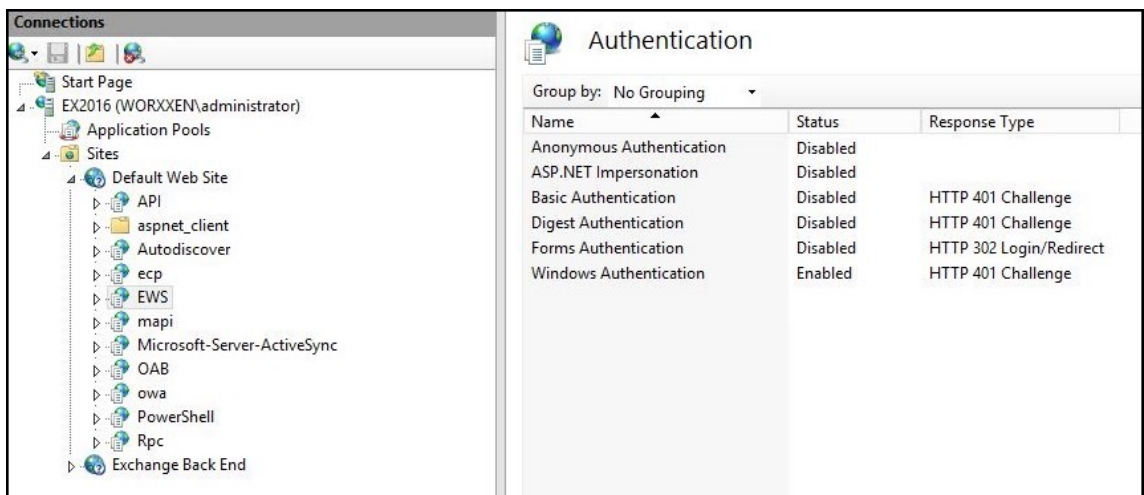 Connections
Start Page
EX2016 (WORXXEN\administrator)
Application Pools
Sites
Default Web Site
API
aspnet_client
Autodiscover
ecp
EWS
mapi
Microsoft-Server-ActiveSync
OAB
owa
PowerShell
Rpc
Exchange Back End
Authentication
Group by: No Grouping
Name Status Response Type
Anonymous Authentication Disabled
ASP.NET Impersonation Disabled
Basic Authentication Disabled HTTP 401 Challenge
Digest Authentication Disabled HTTP 401 Challenge
Forms Authentication Disabled HTTP 302 Login/Redirect
Windows Authentication Enabled HTTP 401 Challenge